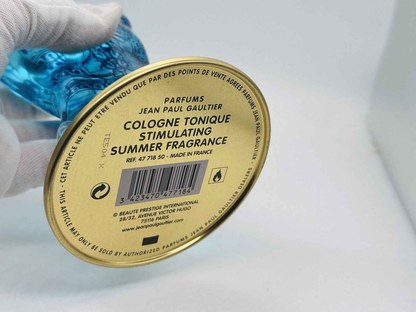 CET ARTICLE NE PEUT ETRE VENDU QUE PAR DES POINTS DE VENTE AGREES PARFUMS JEAN PAUL GAULTIER
THIS ARTICLE MAY ONLY BE SOLD BY AUTHORIZED PARFUMS JEAN PAUL GAULTIER
PARFUMS
JEAN PAUL GAULTIER
COLOGNE TONIQUE
STIMULATING
SUMMER FRAGRANCE
REF. 47 718 50 - MADE IN FRANCE
3 423470 477184
© BEAUTE PRESTIGE INTERNATIONAL
28/32, AVENUE VICTOR HUGO
75116 PARIS
www.jeanpaulgaultier.com